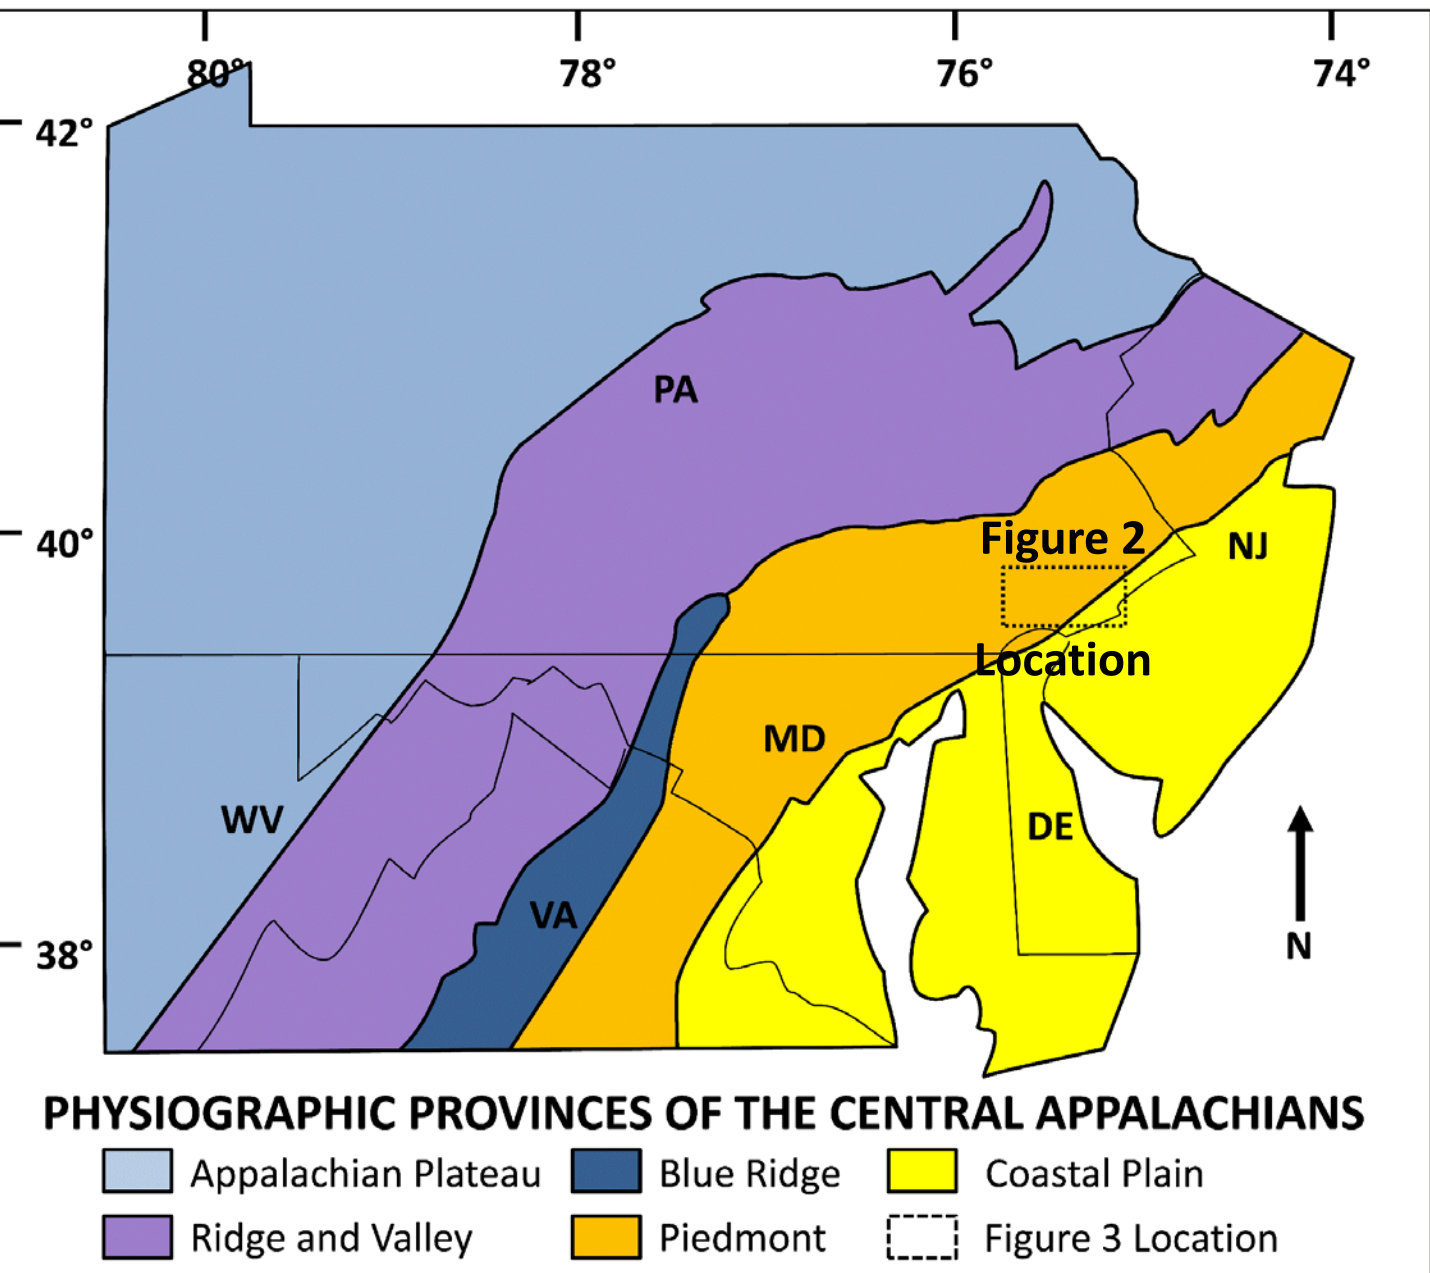 80° 78° 76° 74°
42°
PA
40°
Figure 2
NJ
Location
MD
WV
DE
VA
38°
N
PHYSIOGRAPHIC PROVINCES OF THE CENTRAL APPALACHIANS
Appalachian Plateau Blue Ridge Coastal Plain
Ridge and Valley Piedmont Figure 3 Location